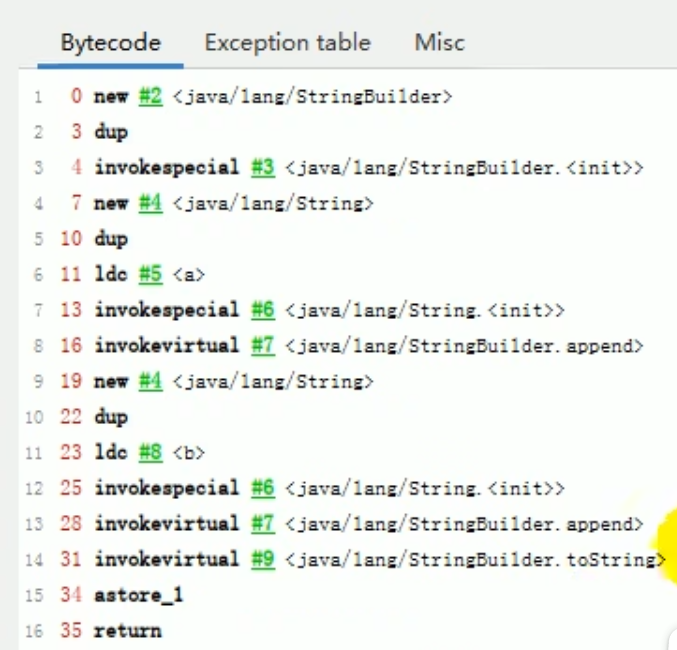 Bytecode Exception table Misc
1 0 new #2 <java/lang/StringBuilder>
2 3 dup
3 4 invokespecial #3 <java/lang/StringBuilder.<init>>
4 7 new #4 <java/lang/String>
5 10 dup
6 11 ldc #5 <a>
7 13 invokespecial #6 <java/lang/String.<init>>
8 16 invokevirtual #7 <java/lang/StringBuilder.append>
9 19 new #4 <java/lang/String>
10 22 dup
11 23 ldc #8 <b>
12 25 invokespecial #6 <java/lang/String.<init>>
13 28 invokevirtual #7 <java/lang/StringBuilder.append>
14 31 invokevirtual #9 <java/lang/StringBuilder.toString>
15 34 astore_1
16 35 return